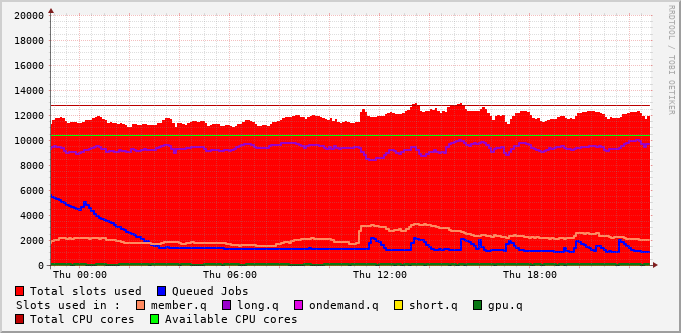 20000
18000
16000
14000
12000
10000
8000
6000
4000
2000
0
Thu 00:00 Thu 06:00 Thu 12:00 Thu 18:00
RRDTOOL / TOBI OETIKER
Total slots used Queued Jobs
Slots used in : member.q long.q ondemand.q short.q gpu.q
Total CPU cores Available CPU cores